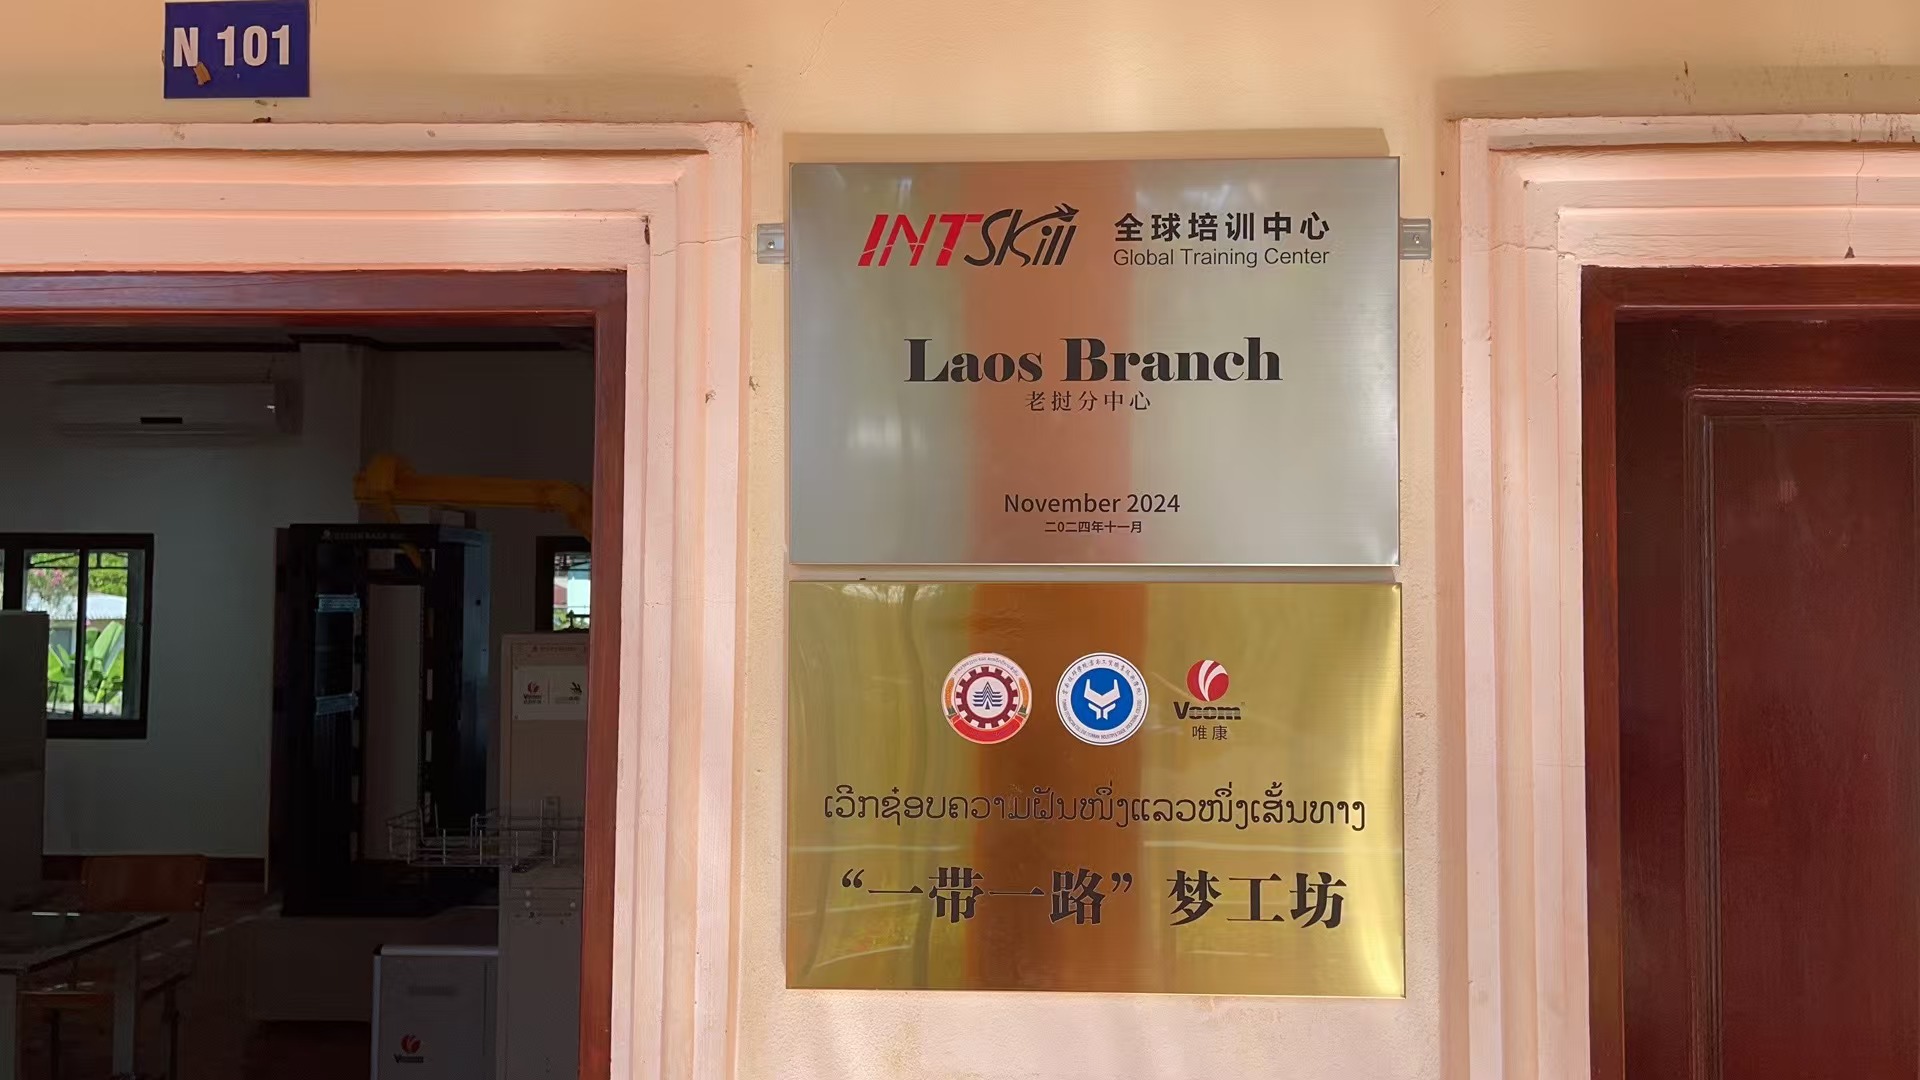 N 101
INTSKill
全球培训中心
Global Training Center
Laos Branch
老挝分中心
November 2024
二0二四年十一月
Vcom
唯康
ເວີກຊ໋ອບຄວາມຝັນໜຶ່ງແລວໜຶ່ງເສັ້ນທາງ
“一带一路” 梦工坊